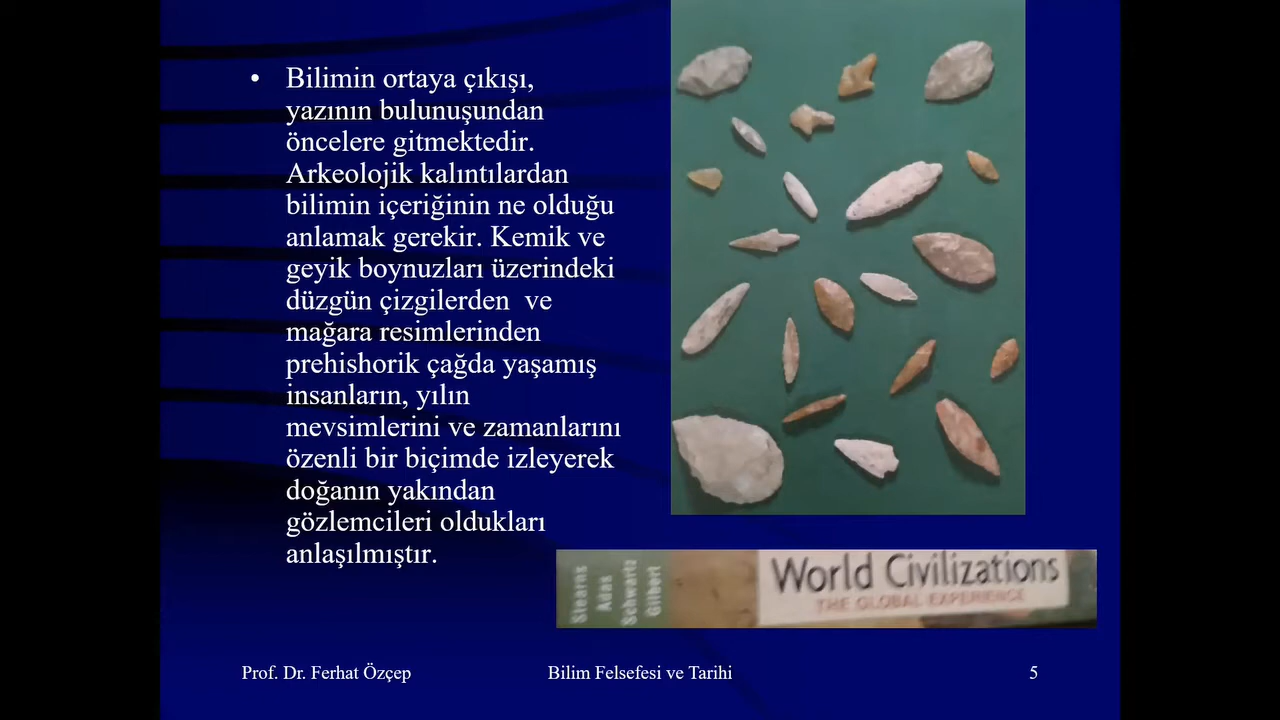 • Bilimin ortaya çıkışı,
yazının bulunuşundan
öncelere gitmektedir.
Arkeolojik kalıntılardan
bilimin içeriğinin ne olduğu
anlamak gerekir. Kemik ve
geyik boynuzları üzerindeki
düzgün çizgilerden  ve
mağara resimlerinden
prehishorik çağda yaşamış
insanların, yılın
mevsimlerini ve zamanlarını
özenli bir biçimde izleyerek
doğanın yakından
gözlemcileri oldukları
anlaşılmıştır.
Stearns
Adas
Schwartz
Gilbert
World Civilizations
THE GLOBAL EXPERIENCE
Prof. Dr. Ferhat Özçep
Bilim Felsefesi ve Tarihi
5